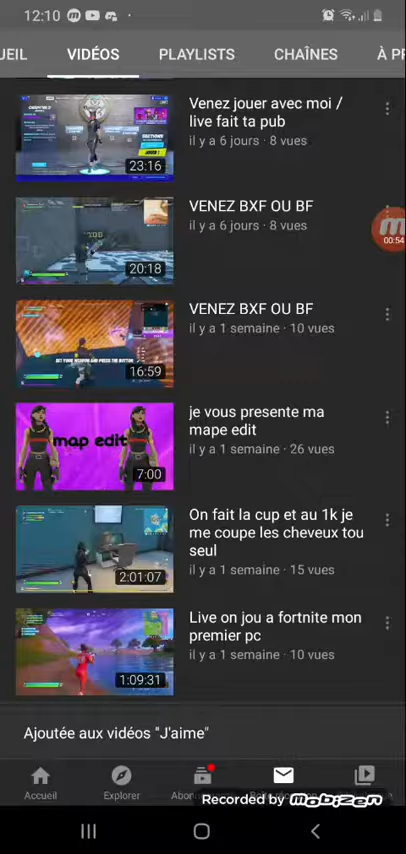 12:10
UEIL VIDÉOS PLAYLISTS CHAÎNES À PR
Venez jouer avec moi /
live fait ta pub
il y a 6 jours · 8 vues
23:16
VENEZ BXF OU BF
il y a 6 jours · 8 vues
20:18
00:54
VENEZ BXF OU BF
il y a 1 semaine · 10 vues
16:59
map edit
je vous presente ma
mape edit
il y a 1 semaine · 26 vues
7:00
On fait la cup et au 1k je
me coupe les cheveux tou
seul
il y a 1 semaine · 15 vues
2:01:07
Live on jou a fortnite mon
premier pc
il y a 1 semaine · 10 vues
1:09:31
Ajoutée aux vidéos "J'aime"
Accueil Explorer
Recorded by mobizen